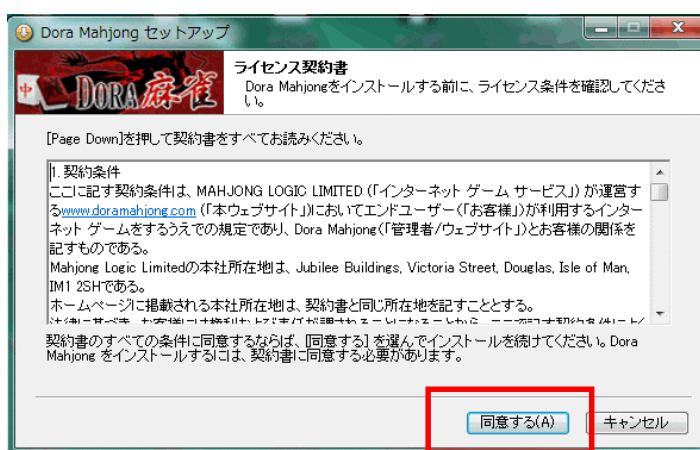 Dora Mahjong セットアップ
中 DORA麻雀
ライセンス契約書
Dora Mahjongをインストールする前に、ライセンス条件を確認してくださ
い。
[Page Down]を押して契約書をすべてお読みください。
1. 契約条件
ここに記す契約条件は、MAHJONG LOGIC LIMITED (「インターネット ゲーム サービス」) が運営す
るwww.doramahjong.com (「本ウェブサイト」)においてエンドユーザー(「お客様」)が利用するインター
ネット ゲームをするうえでの規定であり、Dora Mahjong(「管理者/ウェブサイト」)とお客様の関係を
記すものである。
Mahjong Logic Limitedの本社所在地は、Jubilee Buildings, Victoria Street, Douglas, Isle of Man,
IM1 2SHである。
ホームページに掲載される本社所在地は、契約書と同じ所在地を記すこととする。
契約書のすべての条件に同意するならば、[同意する] を選んでインストールを続けてください。Dora
Mahjong をインストールするには、契約書に同意する必要があります。
同意する(A)
キャンセル